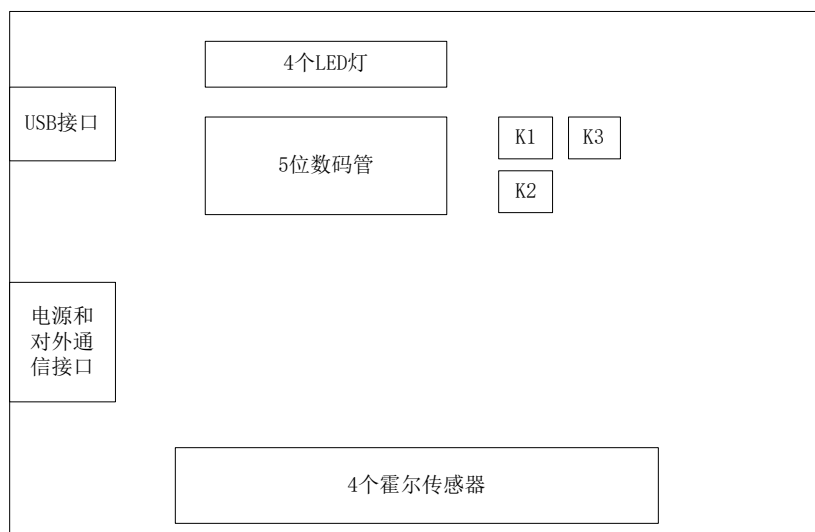 4个LED灯
USB接口
5位数码管
K1
K3
K2
电源和
对外通
信接口
4个霍尔传感器